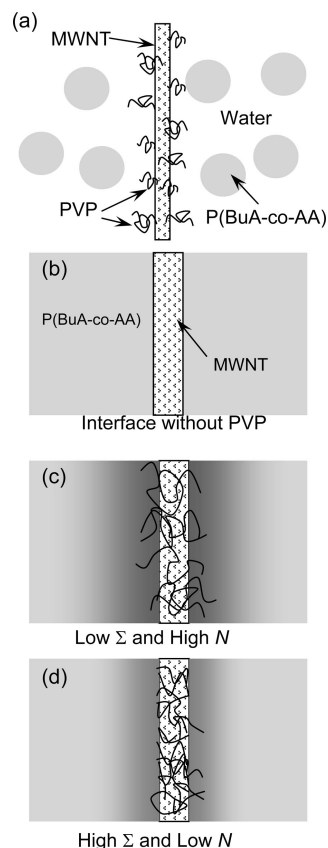 (a)
MWNT
Water
PVP
P(BuA-co-AA)
(b)
P(BuA-co-AA)
MWNT
Interface without PVP
(c)
Low Σ and High N
(d)
High Σ and Low N